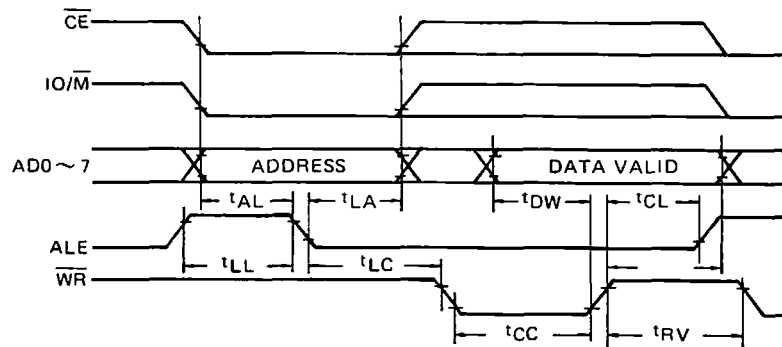 CE
IO/M
AD0~7 ADDRESS DATA VALID
tAL tLA tDW tCL
ALE
tLL tLC
WR
tCC tRV